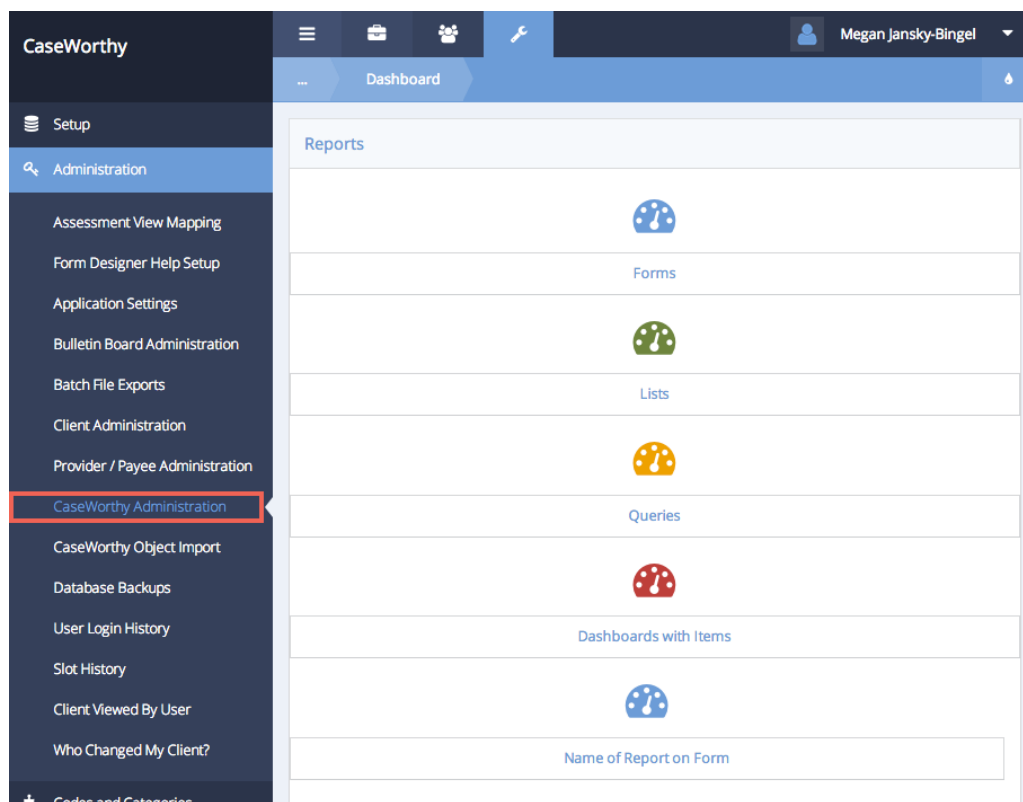 CaseWorthy
Megan Jansky-Bingel
... Dashboard
Setup
Administration
Assessment View Mapping
Form Designer Help Setup
Application Settings
Bulletin Board Administration
Batch File Exports
Client Administration
Provider / Payee Administration
CaseWorthy Administration
CaseWorthy Object Import
Database Backups
User Login History
Slot History
Client Viewed By User
Who Changed My Client?
Codes and Categories
Reports
Forms
Lists
Queries
Dashboards with Items
Name of Report on Form